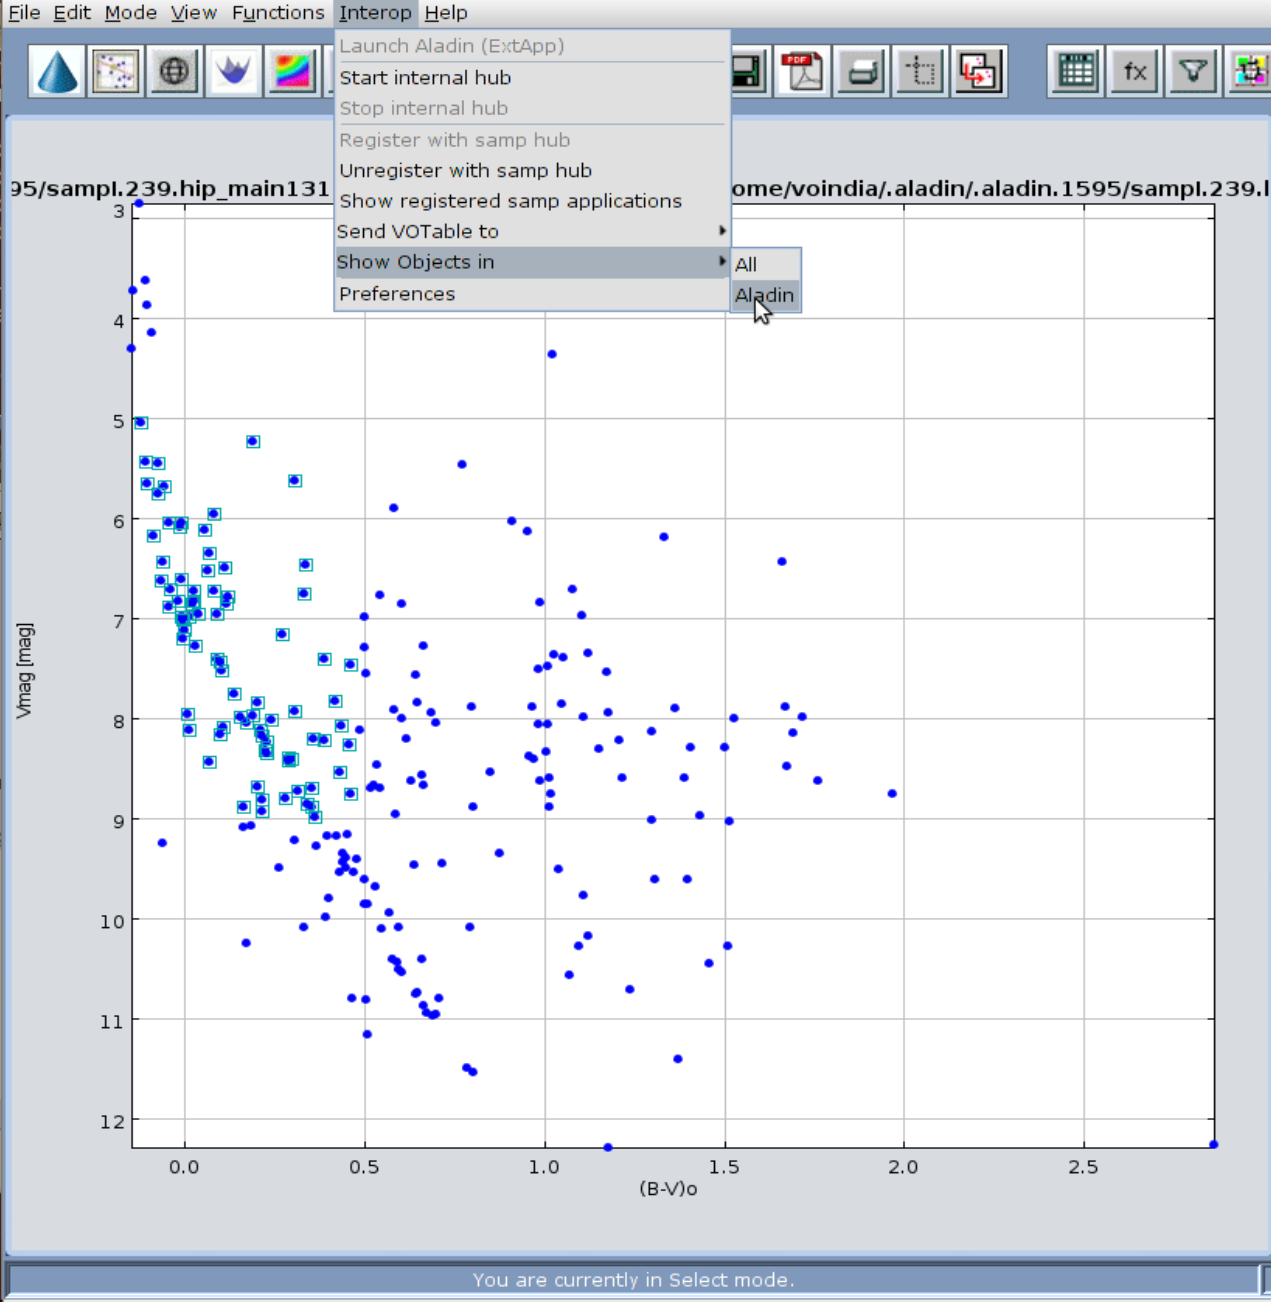 File Edit Mode View Functions Interop Help
Launch Aladin (ExtApp)
Start internal hub
Stop internal hub
Register with samp hub
Unregister with samp hub
Show registered samp applications
Send VOTable to
Show Objects in
All
Preferences
Aladin
PDF
fx
95/sampl.239.hip_main131
ome/voindia/.aladin/.aladin.1595/sampl.239.
3
4
5
6
7
8
9
10
11
12
Vmag [mag]
0.0 0.5 1.0 1.5 2.0 2.5
(B-V)o
You are currently in Select mode.